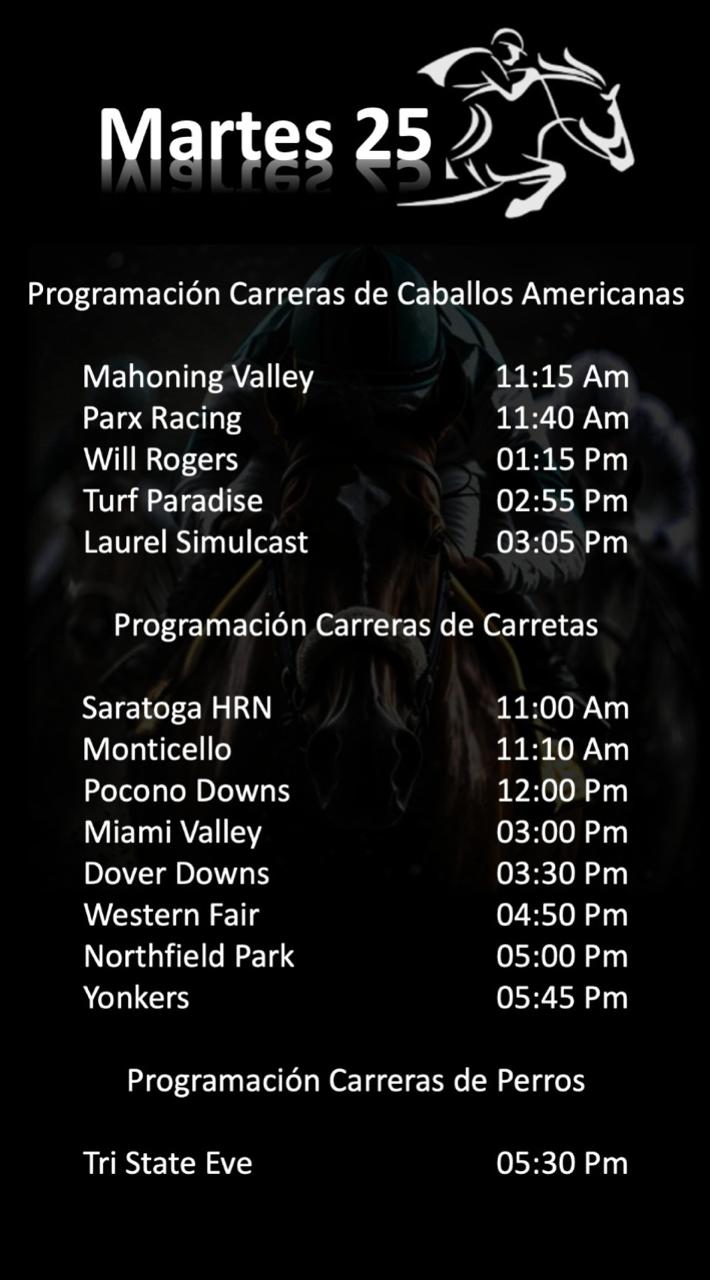 Martes 25
Programación Carreras de Caballos Americanas
Mahoning Valley 11:15 Am
Parx Racing 11:40 Am
Will Rogers 01:15 Pm
Turf Paradise 02:55 Pm
Laurel Simulcast 03:05 Pm
Programación Carreras de Carretas
Saratoga HRN 11:00 Am
Monticello 11:10 Am
Pocono Downs 12:00 Pm
Miami Valley 03:00 Pm
Dover Downs 03:30 Pm
Western Fair 04:50 Pm
Northfield Park 05:00 Pm
Yonkers 05:45 Pm
Programación Carreras de Perros
Tri State Eve 05:30 Pm